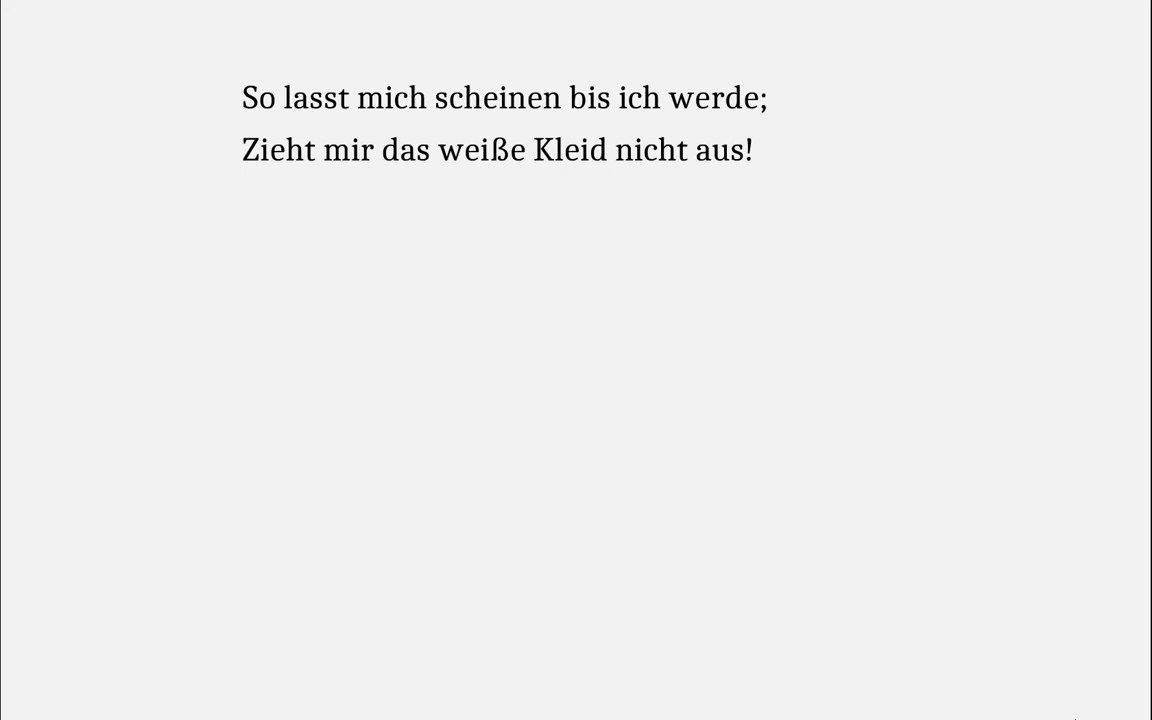 So lasst mich scheinen bis ich werde;
Zieht mir das weiße Kleid nicht aus!